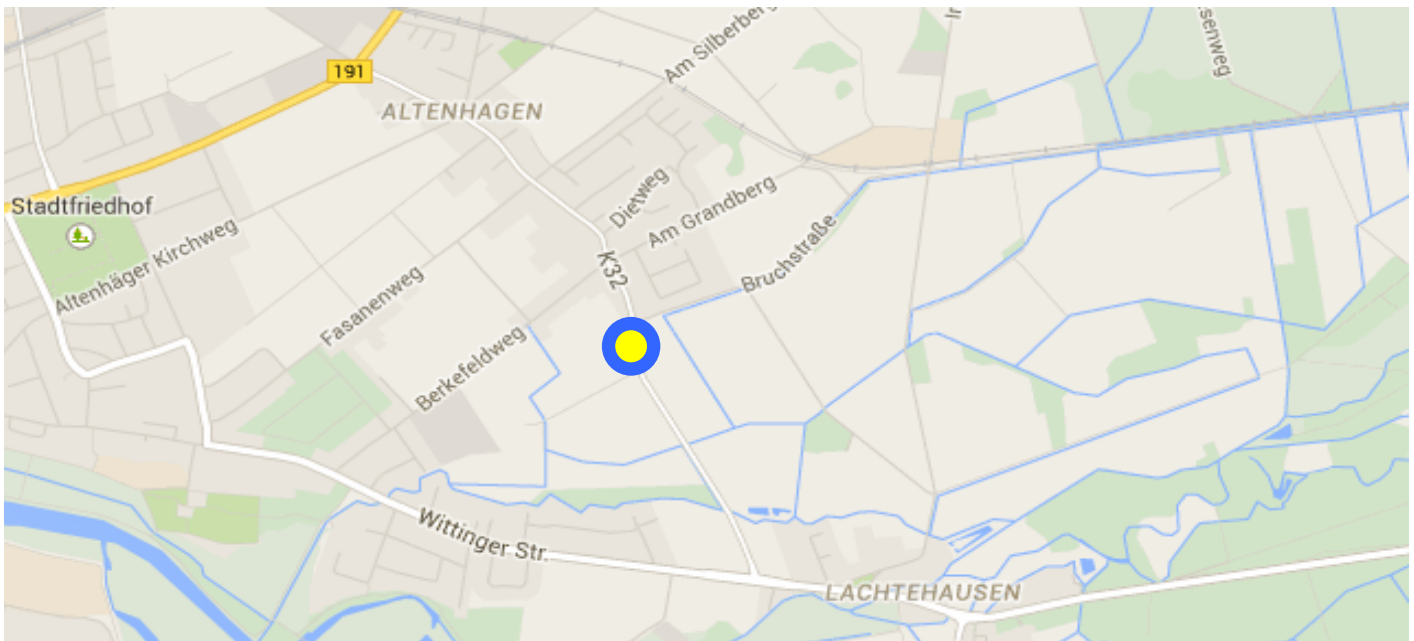 Am Silberberg
191
ALTENHAGEN
Dietweg
Stadtfriedhof
Am Grandberg
Altenhäger Kirchweg
K32
Bruchstraße
Fasanenweg
Berkefeldweg
Wittinger Str.
LACHTEHAUSEN